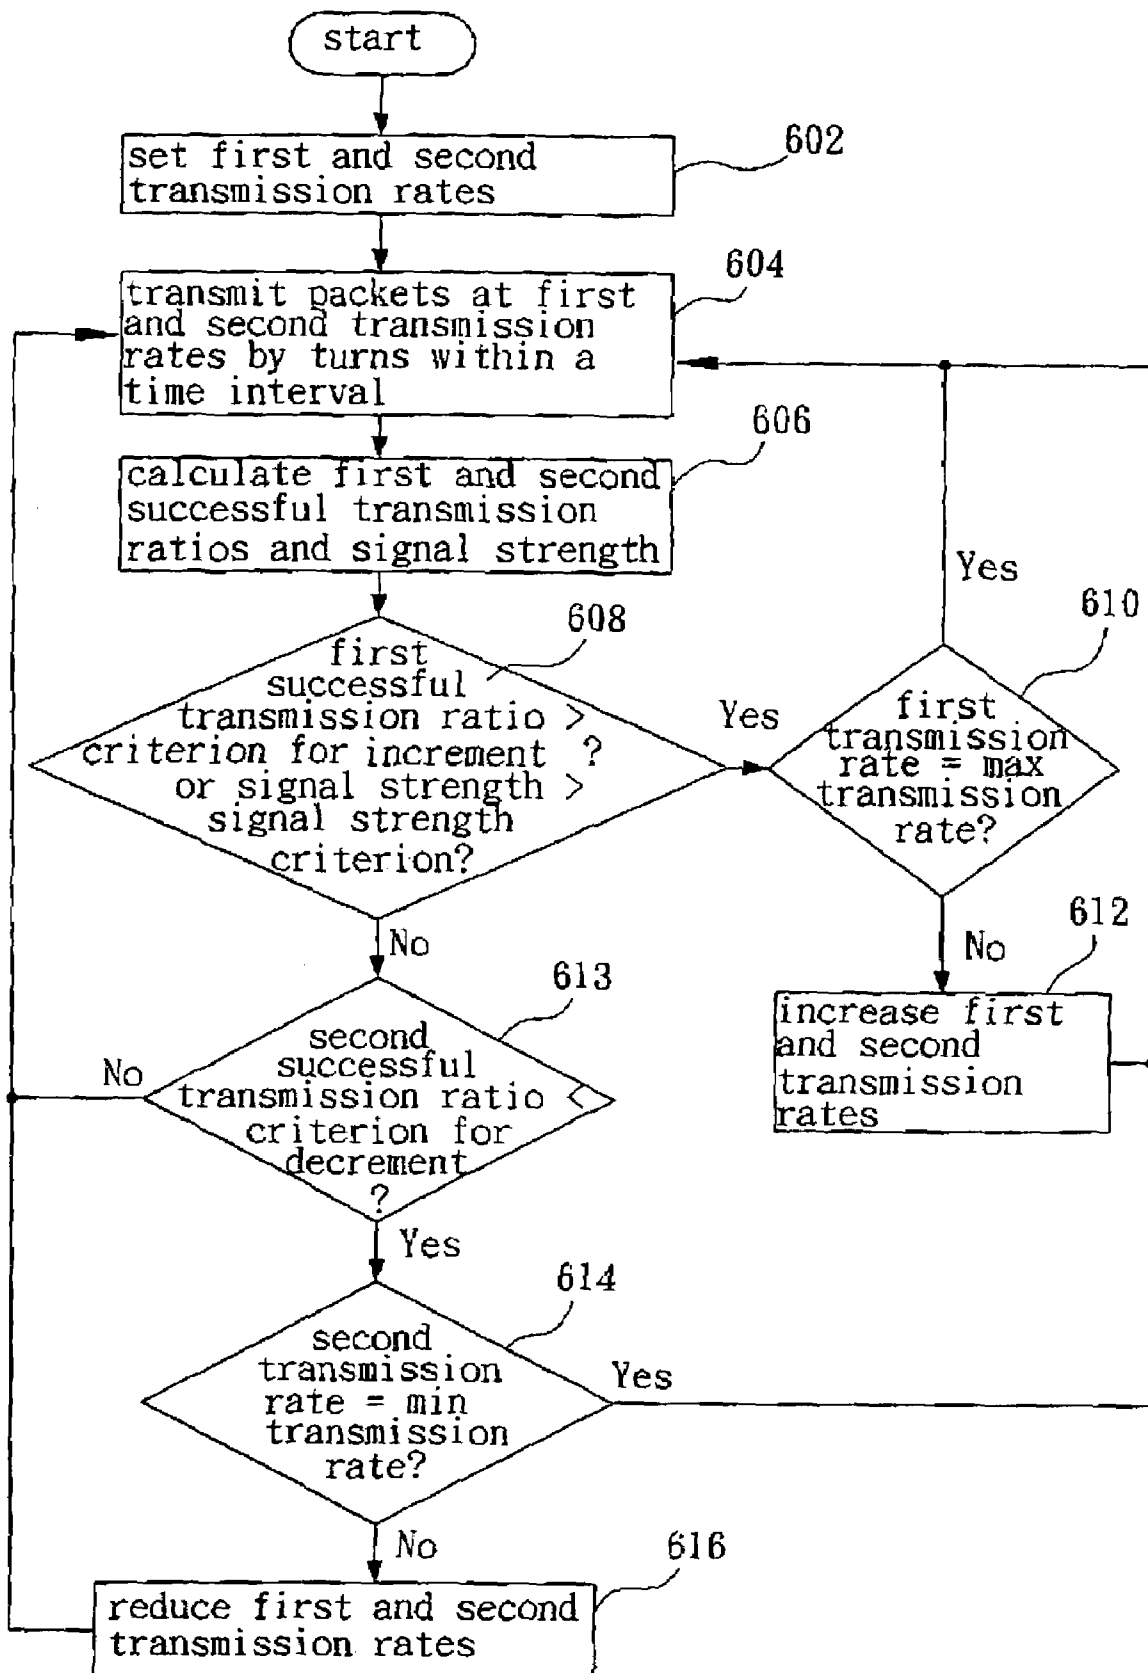 start
set first and second
transmission rates
602
transmit packets at first
and second transmission
rates by turns within a
time interval
604
calculate first and second
successful transmission
ratios and signal strength
606
first
successful
transmission ratio >
criterion for increment ?
or signal strength >
signal strength
criterion?
608
Yes
first
transmission
rate = max
transmission
rate?
610
Yes
No
increase first
and second
transmission
rates
612
No
second
successful
transmission ratio <
criterion for
decrement
?
613
No
Yes
second
transmission
rate = min
transmission
rate?
614
Yes
No
reduce first and second
transmission rates
616